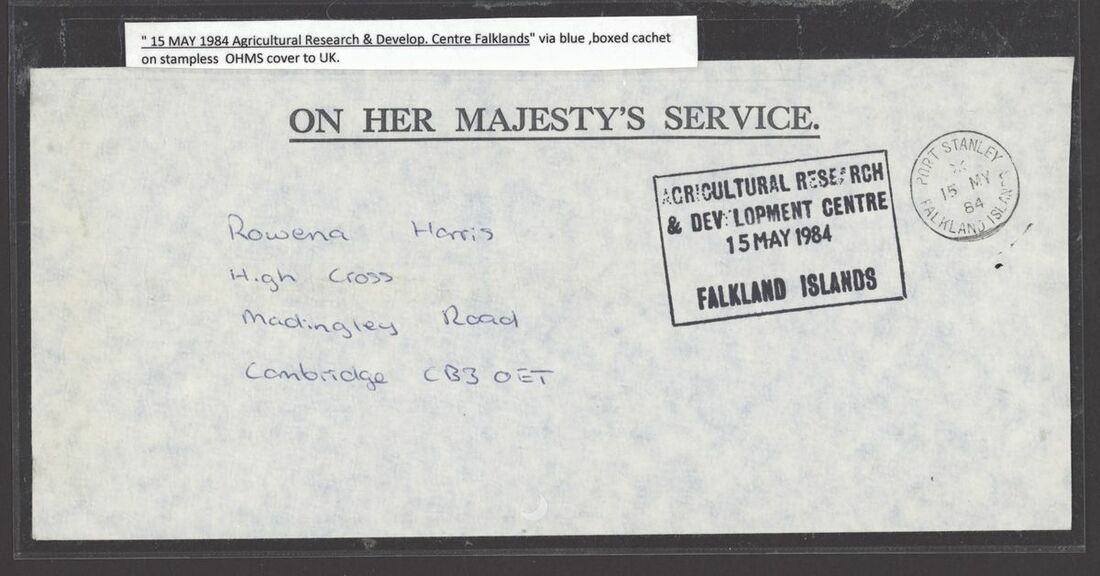 " 15 MAY 1984 Agricultural Research & Develop. Centre Falklands" via blue ,boxed cachet
on stampless OHMS cover to UK.
ON HER MAJESTY'S SERVICE.
AGRICULTURAL RESEARCH
& DEVELOPMENT CENTRE
15 MAY 1984
FALKLAND ISLANDS
PORT STANLEY
15 MY
84
FALKLAND ISLANDS
Rowena Harris
High Cross
Madingley Road
Cambridge CB3 0ET